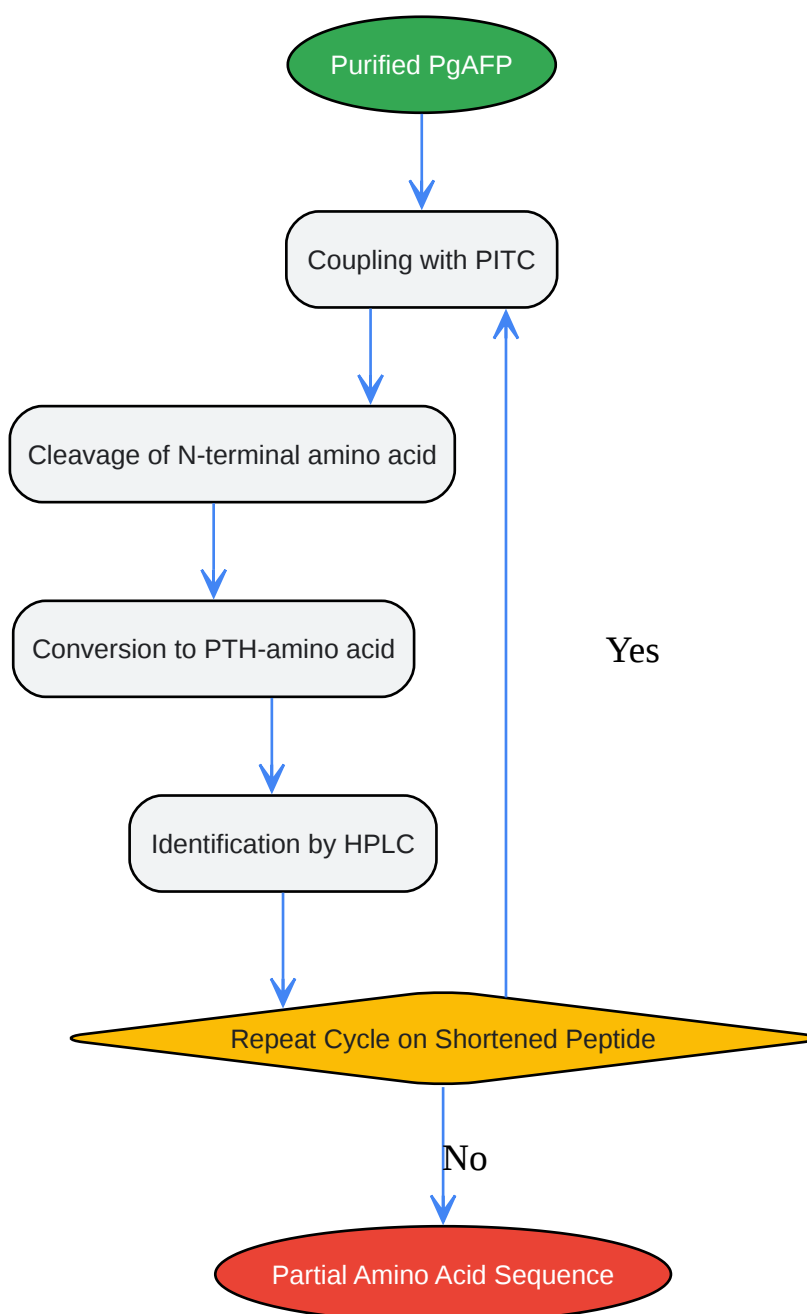 Purified PgAFP
Coupling with PITC
Cleavage of N-terminal amino acid
Conversion to PTH-amino acid
Yes
Identification by HPLC
Repeat Cycle on Shortened Peptide
No
Partial Amino Acid Sequence